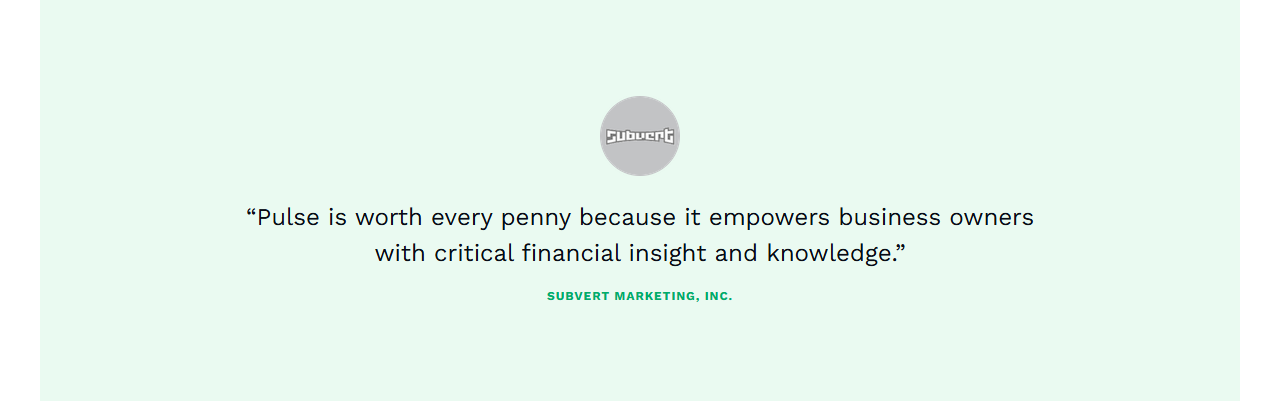 subvert
“Pulse is worth every penny because it empowers business owners
with critical financial insight and knowledge.”
SUBVERT MARKETING, INC.